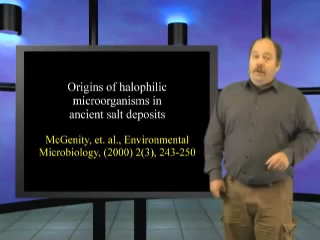 Origins of halophilic
microorganisms in
ancient salt deposits
McGenity, et. al., Environmental
Microbiology, (2000) 2(3), 243-250